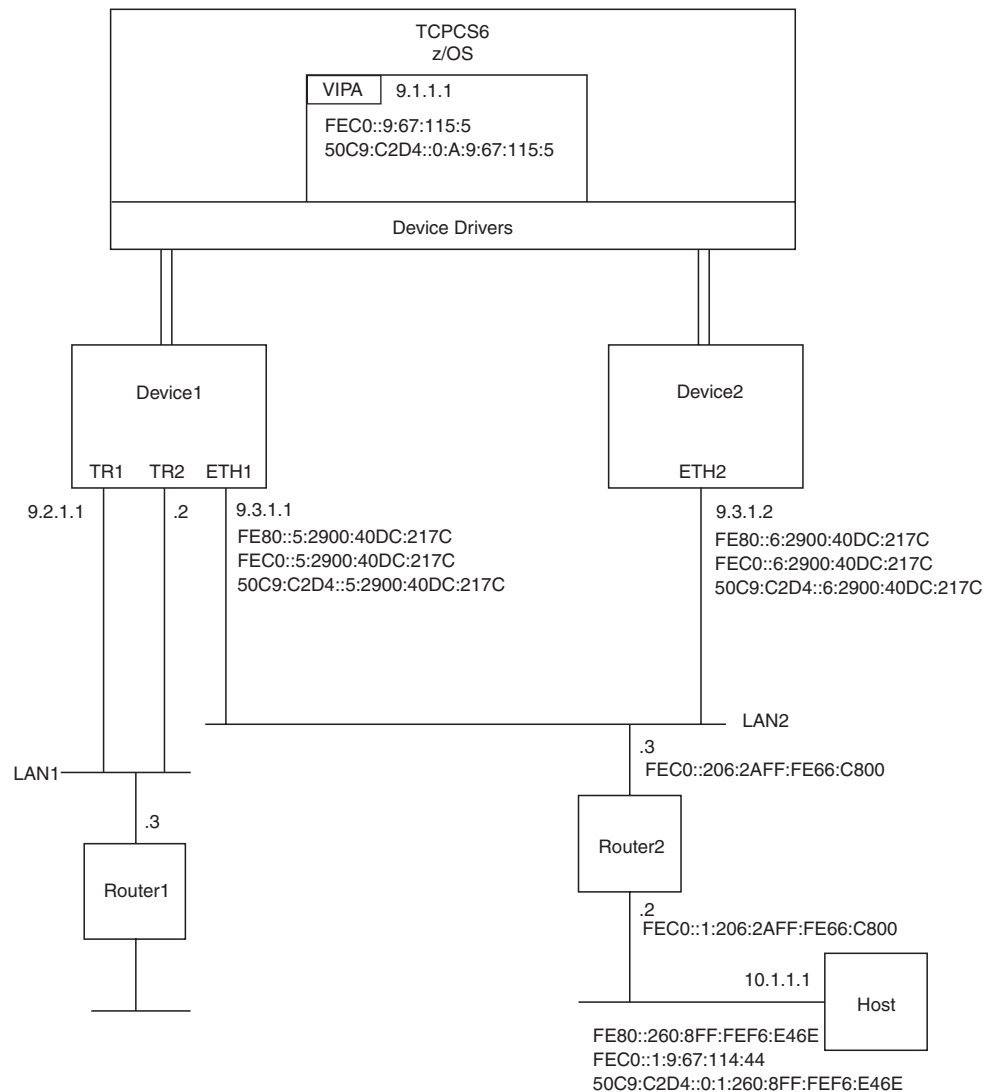 TCPCS6
z/OS
VIPA 9.1.1.1
FEC0::9:67:115:5
50C9:C2D4::0:A:9:67:115:5
Device Drivers
Device1
Device2
TR1 TR2 ETH1
ETH2
9.2.1.1
.2
9.3.1.1
FE80::5:2900:40DC:217C
FEC0::5:2900:40DC:217C
50C9:C2D4::5:2900:40DC:217C
9.3.1.2
FE80::6:2900:40DC:217C
FEC0::6:2900:40DC:217C
50C9:C2D4::6:2900:40DC:217C
LAN2
LAN1
.3
FEC0::206:2AFF:FE66:C800
.3
Router2
Router1
.2
FEC0::1:206:2AFF:FE66:C800
10.1.1.1
Host
FE80::260:8FF:FEF6:E46E
FEC0::1:9:67:114:44
50C9:C2D4::0:1:260:8FF:FEF6:E46E